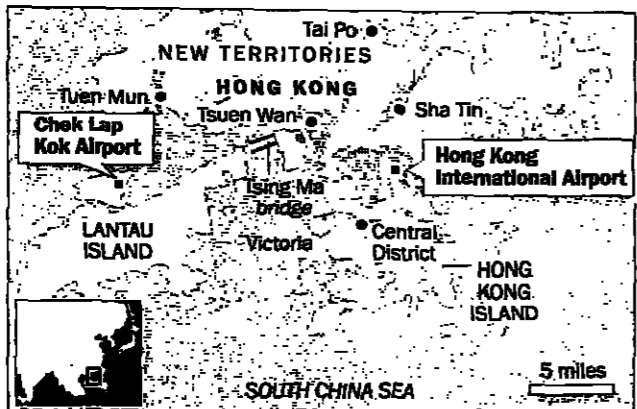 Tai Po
NEW TERRITORIES
HONG KONG
Tuen Mun
Tsuen Wan
Sha Tin
Chek Lap
Kok Airport
Hong Kong
International Airport
Tsing Ma
bridge
LANTAU
ISLAND
Victoria
Central
District
HONG
KONG
ISLAND
5 miles
SOUTH CHINA SEA